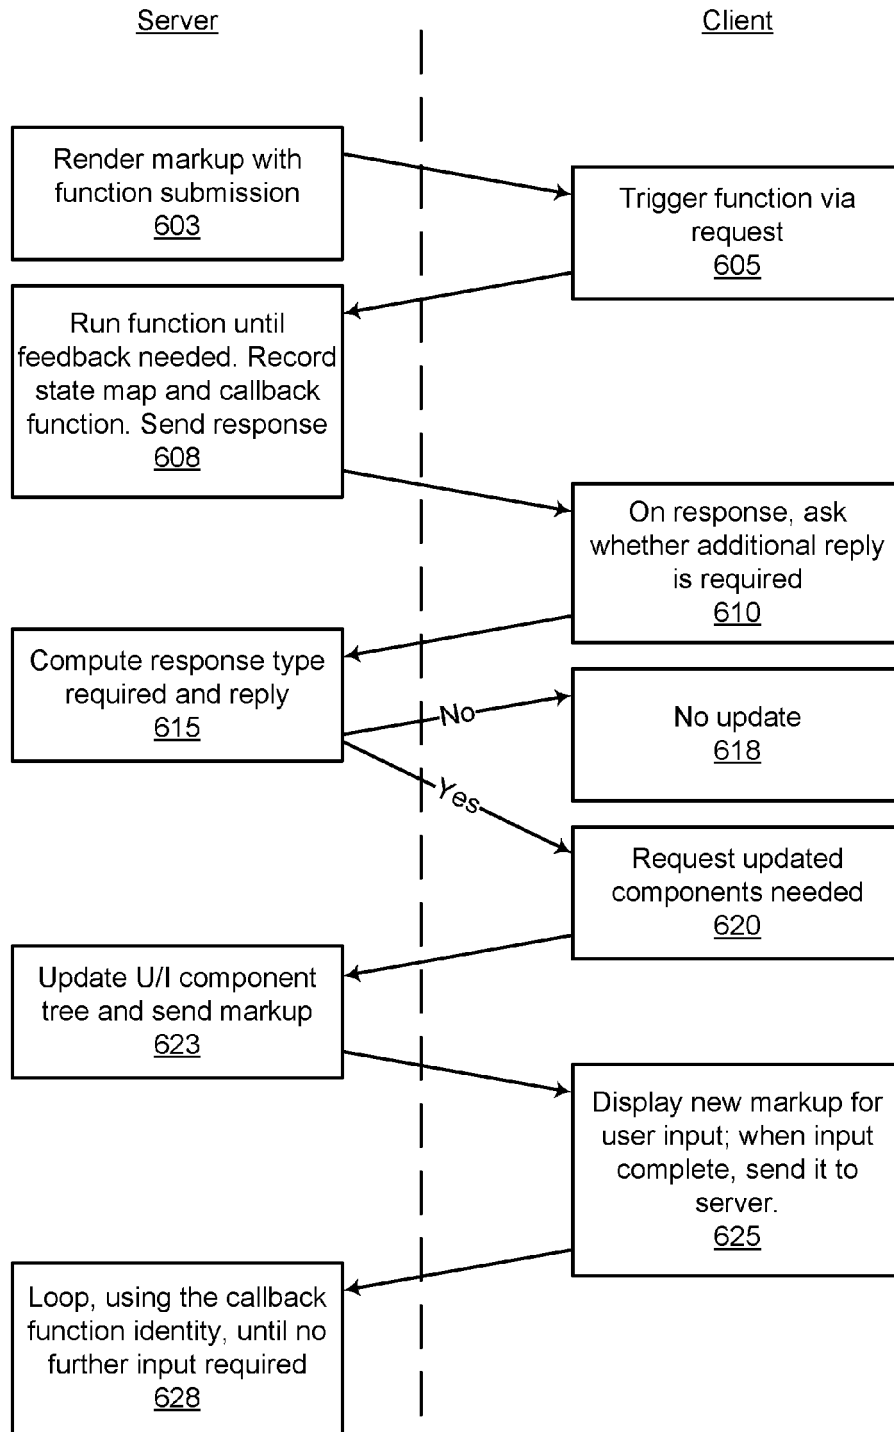 Server
Client
Render markup with
function submission
603
Trigger function via
request
605
Run function until
feedback needed. Record
state map and callback
function. Send response
608
On response, ask
whether additional reply
is required
610
Compute response type
required and reply
615
No
No update
618
Yes
Request updated
components needed
620
Update U/I component
tree and send markup
623
Display new markup for
user input; when input
complete, send it to
server.
625
Loop, using the callback
function identity, until no
further input required
628